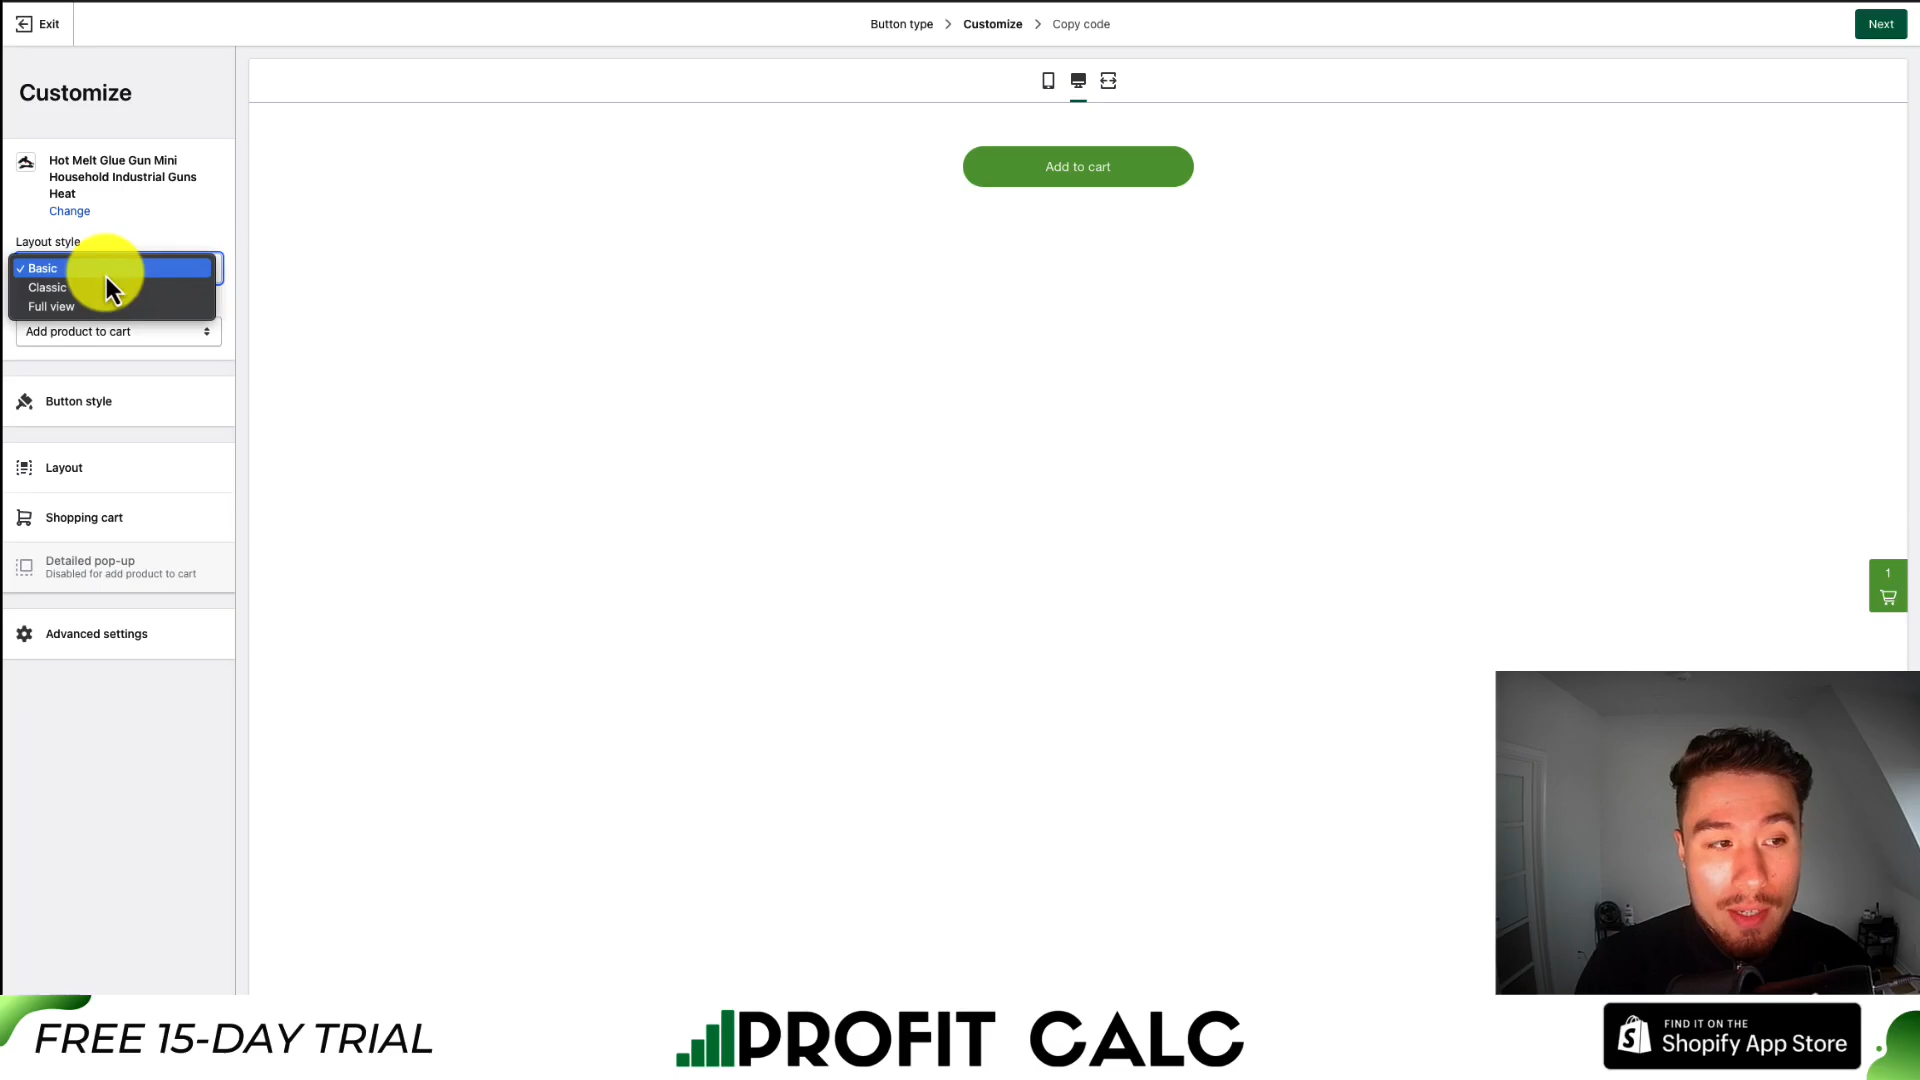 Exit
Button type
Customize
Copy code
Next
Customize
Hot Melt Glue Gun Mini
Household Industrial Guns
Heat
Change
Layout style
✓ Basic
Classic
Full view
Add product to cart
Button style
Layout
Shopping cart
Detailed pop-up
Disabled for add product to cart
Advanced settings
Add to cart
1
FREE 15-DAY TRIAL
PROFIT CALC
FIND IT ON THE
Shopify App Store